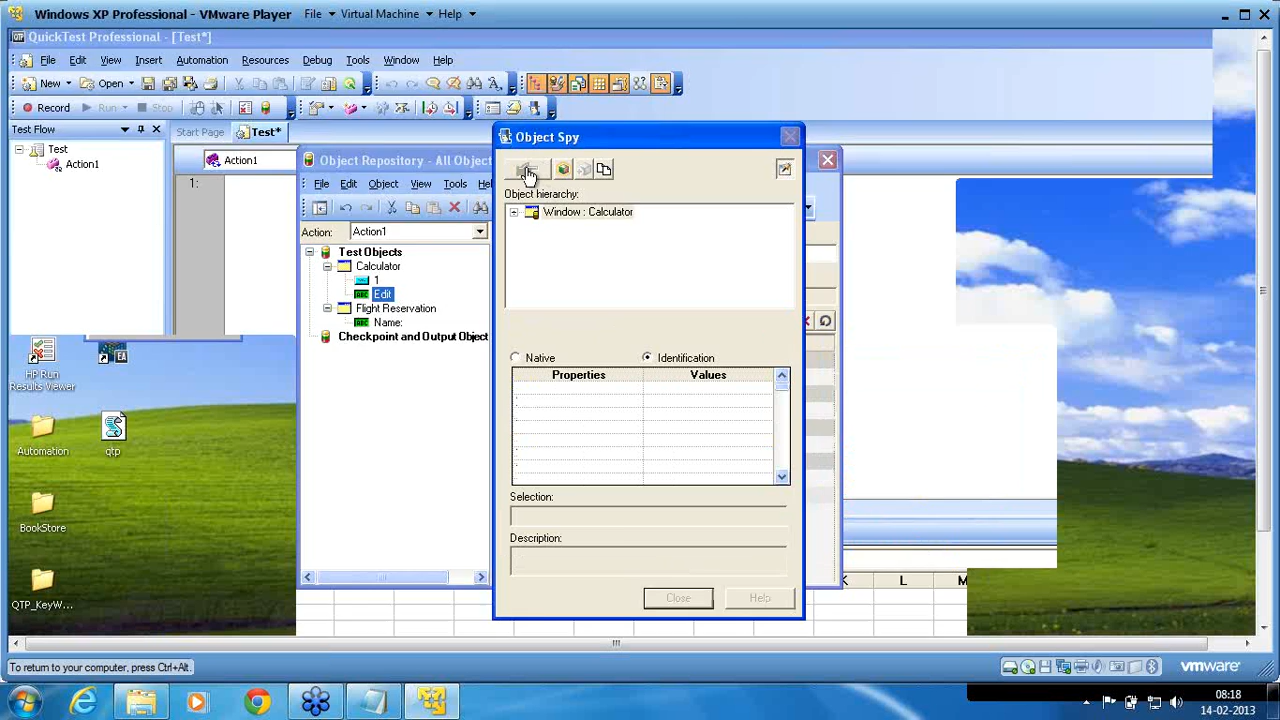 Windows XP Professional - VMware Player
File
Virtual Machine
Help
QTP
QuickTest Professional - [Test*]
File Edit View Insert Automation Resources Debug Tools Window Help
New
Open
Record
Run
Stop
Test Flow
Test
Action1
Start Page
Test*
Action1
1:
Object Repository - All Object
File Edit Object View Tools
Action:
Action1
Test Objects
Calculator
1
Edit
Flight Reservation
Name:
Checkpoint and Output Object
Object Spy
Object hierarchy:
Window : Calculator
Native
Identification
Properties
Values
Selection:
Description:
Close
Help
HP Run
Results Viewer
EA
Automation
qtp
BookStore
QTP_KeyW...
K
L
M
To return to your computer, press Ctrl+Alt.
vmware
08:18
14-02-2013